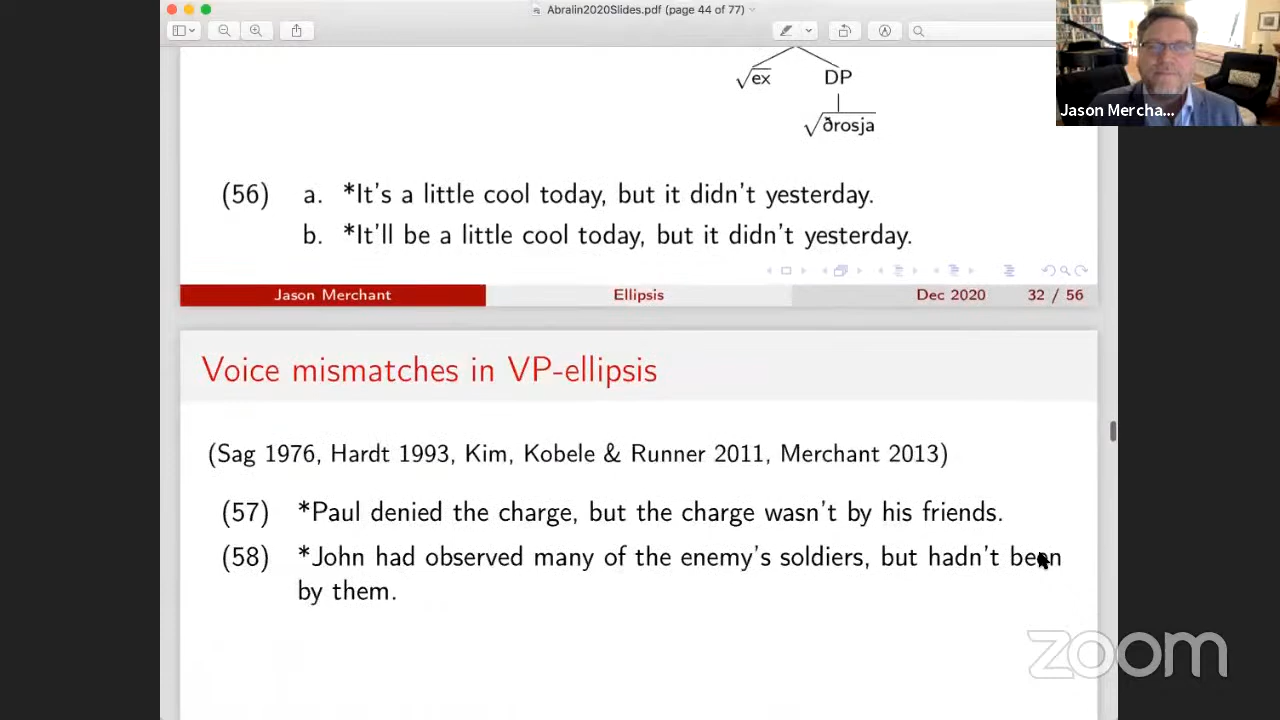 Abralin2020Slides.pdf (page 44 of 77)
√ex DP
√ðrosja
Jason Mercha...
(56) a. *It's a little cool today, but it didn't yesterday.
b. *It'll be a little cool today, but it didn't yesterday.
Jason Merchant Ellipsis Dec 2020 32 / 56
Voice mismatches in VP-ellipsis
(Sag 1976, Hardt 1993, Kim, Kobele & Runner 2011, Merchant 2013)
(57) *Paul denied the charge, but the charge wasn't by his friends.
(58) *John had observed many of the enemy's soldiers, but hadn't been
by them.
zoom